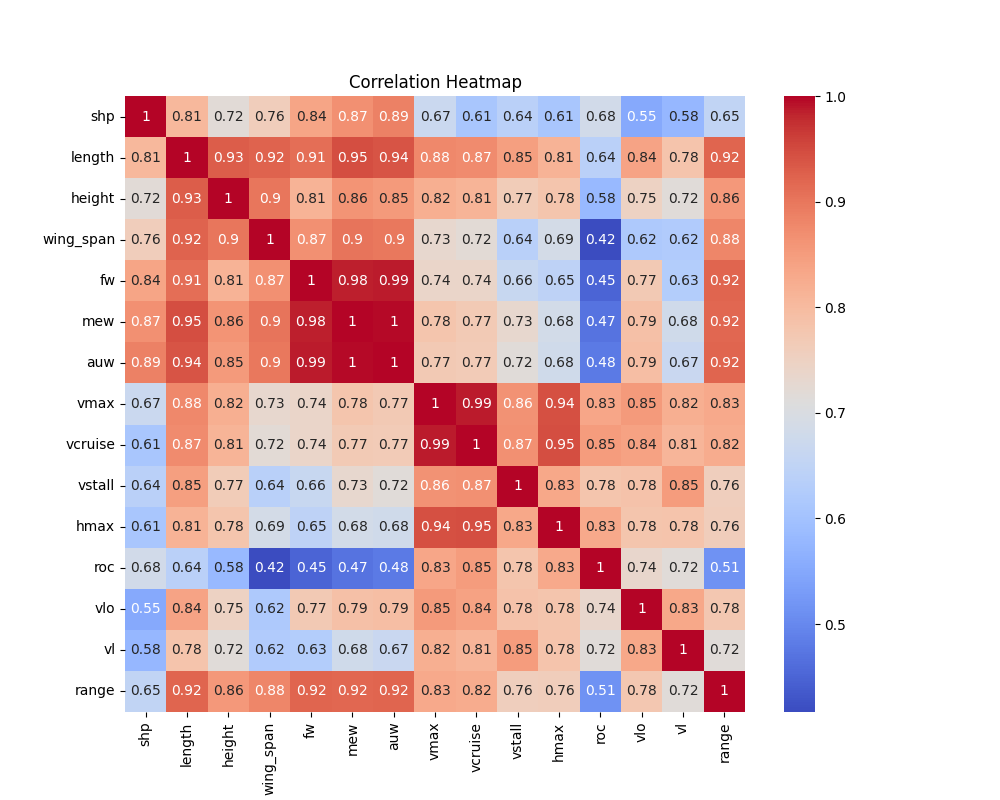 Correlation Heatmap
shp 1 0.81 0.72 0.76 0.84 0.87 0.89 0.67 0.61 0.64 0.61 0.68 0.55 0.58 0.65
length 0.81 1 0.93 0.92 0.91 0.95 0.94 0.88 0.87 0.85 0.81 0.64 0.84 0.78 0.92
height 0.72 0.93 1 0.9 0.81 0.86 0.85 0.82 0.81 0.77 0.78 0.58 0.75 0.72 0.86
wing_span 0.76 0.92 0.9 1 0.87 0.9 0.9 0.73 0.72 0.64 0.69 0.42 0.62 0.62 0.88
fw 0.84 0.91 0.81 0.87 1 0.98 0.99 0.74 0.74 0.66 0.65 0.45 0.77 0.63 0.92
mew 0.87 0.95 0.86 0.9 0.98 1 1 0.78 0.77 0.73 0.68 0.47 0.79 0.68 0.92
auw 0.89 0.94 0.85 0.9 0.99 1 1 0.77 0.77 0.72 0.68 0.48 0.79 0.67 0.92
vmax 0.67 0.88 0.82 0.73 0.74 0.78 0.77 1 0.99 0.86 0.94 0.83 0.85 0.82 0.83
vcruise 0.61 0.87 0.81 0.72 0.74 0.77 0.77 0.99 1 0.87 0.95 0.85 0.84 0.81 0.82
vstall 0.64 0.85 0.77 0.64 0.66 0.73 0.72 0.86 0.87 1 0.83 0.78 0.78 0.85 0.76
hmax 0.61 0.81 0.78 0.69 0.65 0.68 0.68 0.94 0.95 0.83 1 0.83 0.78 0.78 0.76
roc 0.68 0.64 0.58 0.42 0.45 0.47 0.48 0.83 0.85 0.78 0.83 1 0.74 0.72 0.51
vlo 0.55 0.84 0.75 0.62 0.77 0.79 0.79 0.85 0.84 0.78 0.78 0.74 1 0.83 0.78
vl 0.58 0.78 0.72 0.62 0.63 0.68 0.67 0.82 0.81 0.85 0.78 0.72 0.83 1 0.72
range 0.65 0.92 0.86 0.88 0.92 0.92 0.92 0.83 0.82 0.76 0.76 0.51 0.78 0.72 1
shp length height wing_span fw mew auw vmax vcruise vstall hmax roc vlo vl range
1.0
0.9
0.8
0.7
0.6
0.5